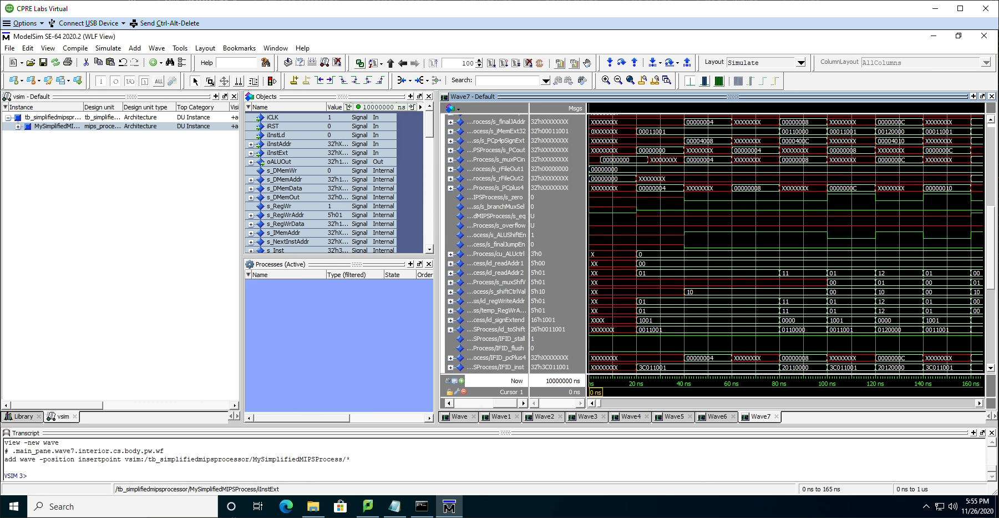 CPRE Labs Virtual
Options Connect USB Device Send Ctrl-Alt-Delete
ModelSim SE-64 2020.2 (WLF View)
File Edit View Compile Simulate Add Wave Tools Layout Bookmarks Window Help
Help 100 Layout Simulate ColumnLayout AllColumns
Search:
vsim - Default
Instance Design unit Design unit type Top Category Visi
tb_simplifiedmipspr... tb_simplifie... Architecture DU Instance +a
MySimplifiedMI... mips_proce... Architecture DU Instance +a
Library vsim
Objects
Name Value 10000000 ns
iCLK 1 Signal In
iRST 0 Signal In
iInstLd 0 Signal In
iInstAddr 32'hX... Signal In
iInstExt 32'hX... Signal In
oALUOut 32'h1... Signal Out
s_DMemWr 0 Signal Internal
s_DMemAddr 32'h1... Signal Internal
s_DMemData 32'hX... Signal Internal
s_DMemOut 32'h0... Signal Internal
s_RegWr 1 Signal Internal
s_RegWrAddr 5'h01 Signal Internal
s_RegWrData 32'h1... Signal Internal
s_IMemAddr 32'hX... Signal Internal
s_NextInstAddr 32'hX... Signal Internal
s_Inst 32'h3... Signal Internal
Processes (Active)
Name Type (filtered) State Order
Wave7 - Default
Msgs
...rocess/s_finalJAddr 32'hXXXXXXXX XXXXXXXX 00000004 XXXXXXXX 00000008 XXXXXXXX 0000000C XXXXXXXX
...ocess/s_iMemExt32 32'h00011001 0XXXXXXX 00011001 00110000 00011001 00120000 00011001
...ss/s_PCp4pSignExt 32'hXXXXXXXX XXXXXXXX 00004008 XXXXXXXX 0000400C XXXXXXXX 00004010 XXXXXXXX
...PSProcess/s_PCout 32'hXXXXXXXX XXXXXXXX 00000000 XXXXXXXX 00000004 XXXXXXXX 00000008 XXXXXXXX 0000000C
...Process/s_muxPCin 32'hXXXXXXXX 00000000 XXXXXXXX 00000004 XXXXXXXX 00000008 XXXXXXXX 0000000C XXXXXXXX
...rocess/s_rFileOut1 32'h00000000 00000000
...rocess/s_rFileOut2 32'hXXXXXXXX 00000000 XXXXXXXX
...Process/s_PCplus4 32'hXXXXXXXX XXXXXXXX 00000004 XXXXXXXX 00000008 XXXXXXXX 0000000C XXXXXXXX 00000010
...IPSProcess/s_zero 0
...ss/s_branchMuxSel 0
...dMIPSProcess/s_eq U
...Process/s_overflow U
...ocess/s_ALUShiftEn 1
...cess/s_finalJumpEn 0
...Process/cu_ALUctrl 3'h0 X 0
...cess/id_readAddr1 5'h00 XX 00
...cess/id_readAddr2 5'h01 XX 01 11 01 12 01 00
...Process/s_muxShfV 5'h01 XX 00 01 00 01
...ocess/s_shiftCtrlVal 5'h10 XX 10 00 10 00 10
...ss/id_regWriteAddr 5'h01 XX 01 11 01 12 01 00
...ss/temp_RegWrA... 5'h01 XX 01 11 01 12 01 00
...cess/id_signExtend 16'h1001 XXXX 1001 0000 1001 0000 1001
...SProcess/id_toShift 26'h0011001 XXXXXXX 0011001 0110000 0011001 0120000 0011001
...SProcess/IFID_stall 1
...Process/IFID_flush 0
...ocess/IFID_pcPlus4 32'hXXXXXXXX XXXXXXXX 00000004 XXXXXXXX 00000008 XXXXXXXX 0000000C XXXXXXXX
...SProcess/IFID_inst 32'h3C011001 XXXXXXXX 3C011001 20110000 3C011001 20120000 3C011001
Now 10000000 ns ns 20 ns 40 ns 60 ns 80 ns 100 ns 120 ns 140 ns 160 ns
Cursor 1 0 ns 0 ns
Wave Wave1 Wave2 Wave3 Wave4 Wave5 Wave6 Wave7
Transcript
view -new wave
# .main_pane.wave7.interior.cs.body.pw.wf
add wave -position insertpoint vsim:/tb_simplifiedmipsprocessor/MySimplifiedMIPSProcess/*
VSIM 3>
/tb_simplifiedmipsprocessor/MySimplifiedMIPSProcess/iInstExt 0 ns to 165 ns 0 ns to 1 us
Search
5:55 PM
11/26/2020